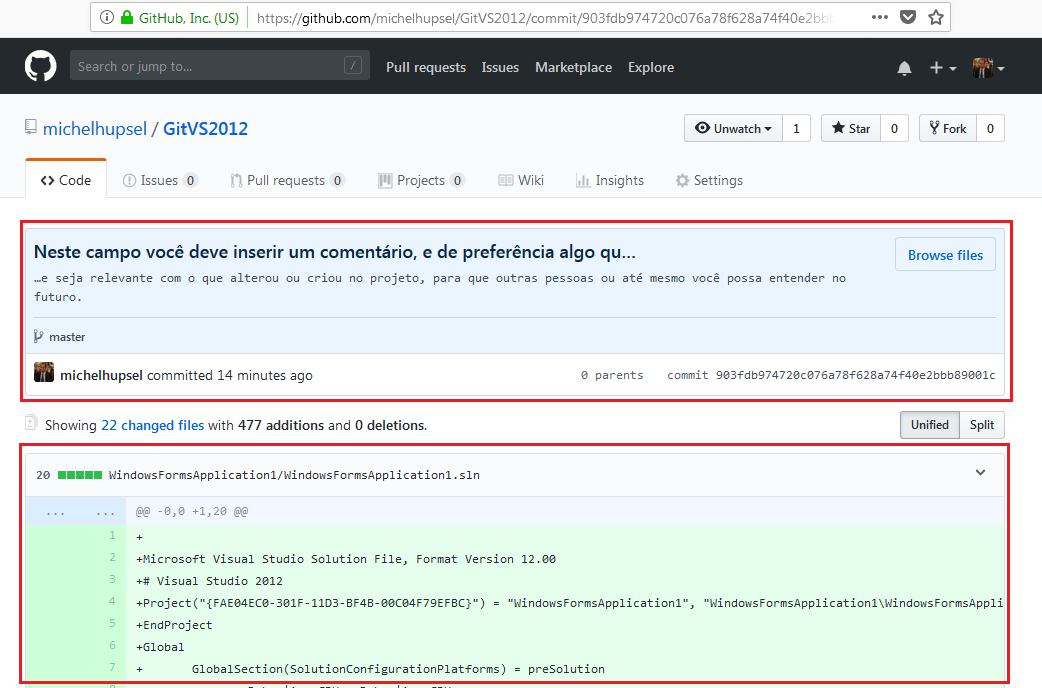 GitHub, Inc. (US) https://github.com/michelhupsel/GitVS2012/commit/903fdb974720c076a78f628a74f40e2bbb
Search or jump to… / Pull requests Issues Marketplace Explore
michelhupsel / GitVS2012 Unwatch 1 Star 0 Fork 0
<> Code Issues 0 Pull requests 0 Projects 0 Wiki Insights Settings
Neste campo você deve inserir um comentário, e de preferência algo qu… Browse files
…e seja relevante com o que alterou ou criou no projeto, para que outras pessoas ou até mesmo você possa entender no
futuro.
master
michelhupsel committed 14 minutes ago 0 parents commit 903fdb974720c076a78f628a74f40e2bbb89001c
Showing 22 changed files with 477 additions and 0 deletions. Unified Split
20 WindowsFormsApplication1/WindowsFormsApplication1.sln
... ... @@ -0,0 +1,20 @@
1 +
2 +Microsoft Visual Studio Solution File, Format Version 12.00
3 +# Visual Studio 2012
4 +Project("{FAE04EC0-301F-11D3-BF4B-00C04F79EFBC}") = "WindowsFormsApplication1", "WindowsFormsApplication1\WindowsFormsAppli
5 +EndProject
6 +Global
7 + GlobalSection(SolutionConfigurationPlatforms) = preSolution